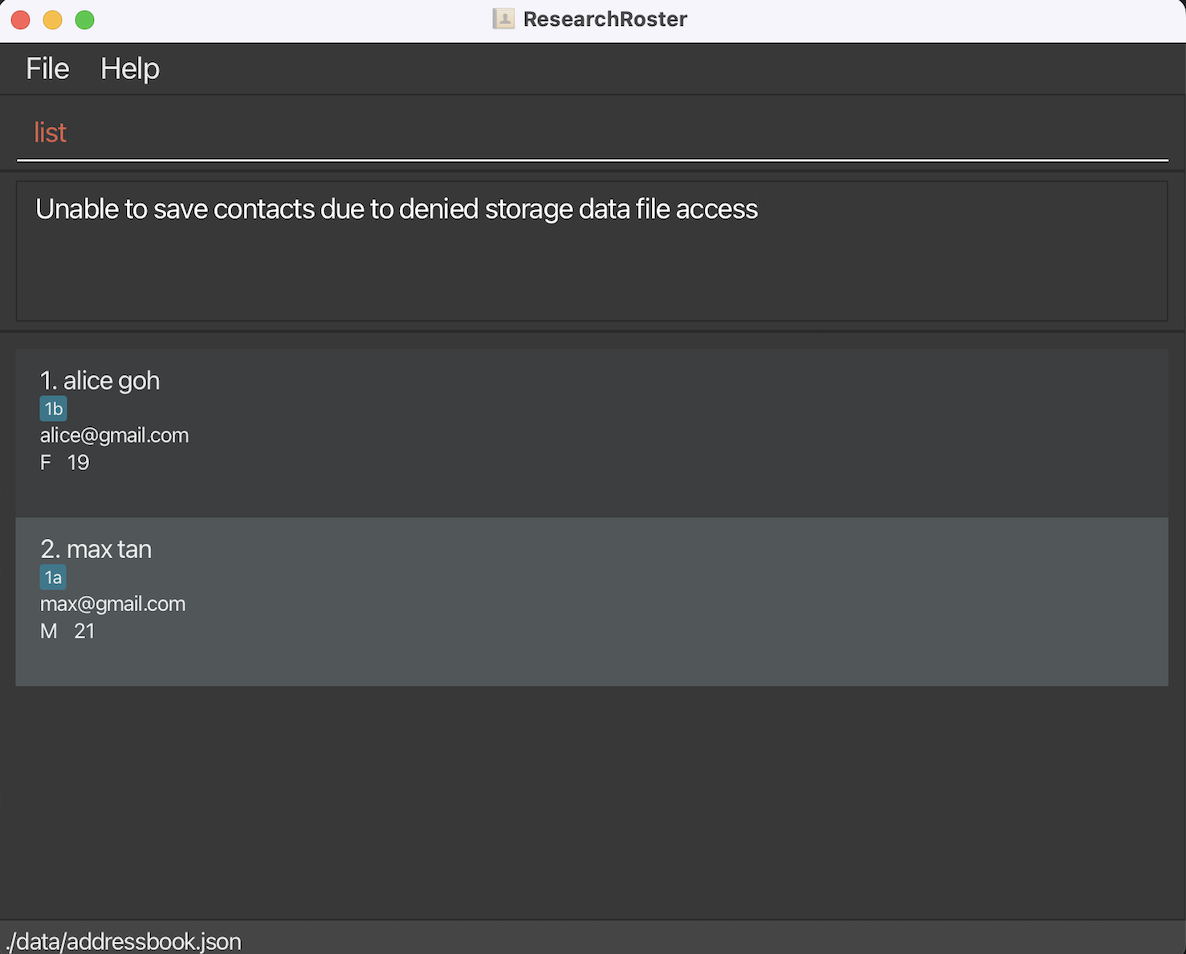 ResearchRoster
File Help
list
Unable to save contacts due to denied storage data file access
1. alice goh
1b
alice@gmail.com
F 19
2. max tan
1a
max@gmail.com
M 21
./data/addressbook.json